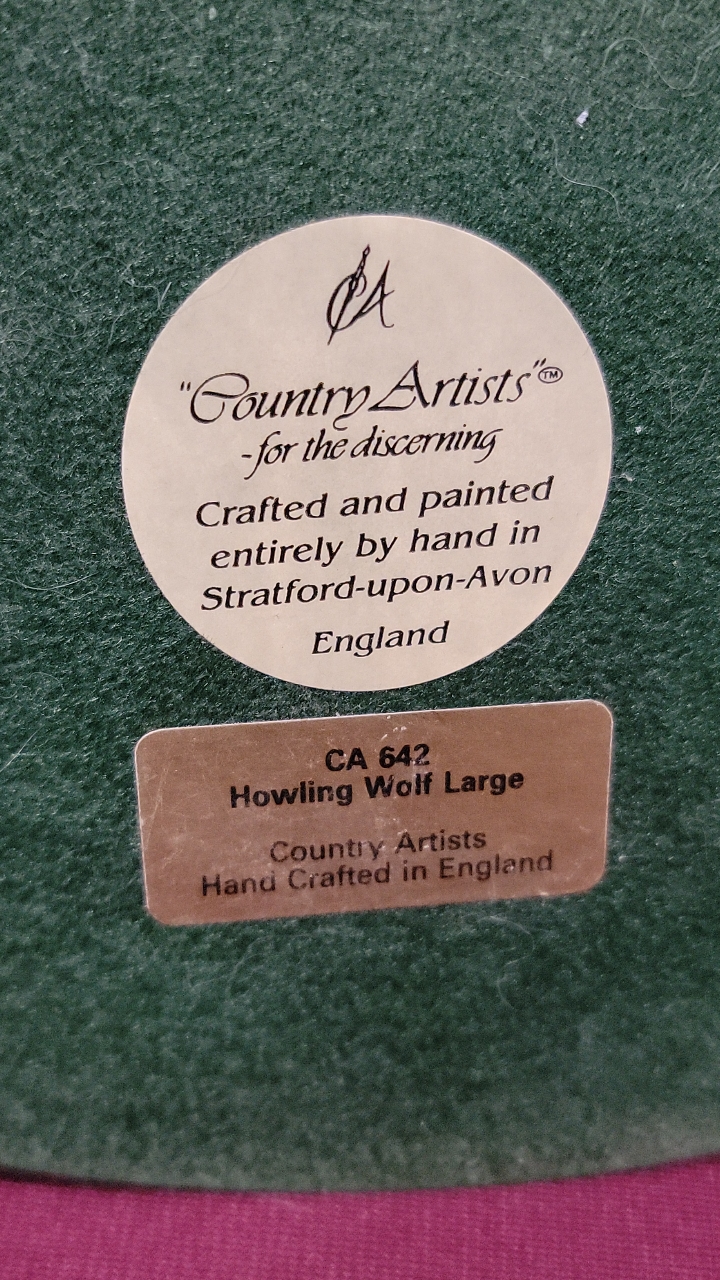 CA
"Country Artists"™
-for the discerning
Crafted and painted
entirely by hand in
Stratford-upon-Avon
England
CA 642
Howling Wolf Large
Country Artists
Hand Crafted in England